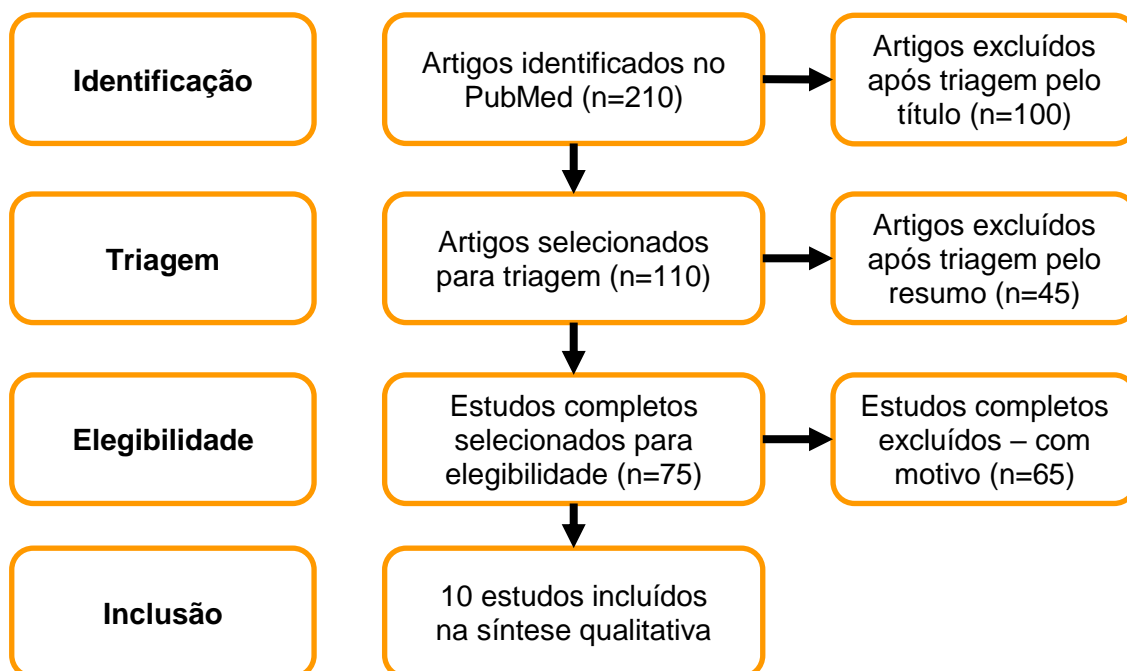 Identificação
Artigos identificados no
PubMed (n=210)
Artigos excluídos
após triagem pelo
título (n=100)
Triagem
Artigos selecionados
para triagem (n=110)
Artigos excluídos
após triagem pelo
resumo (n=45)
Elegibilidade
Estudos completos
selecionados para
elegibilidade (n=75)
Estudos completos
excluídos – com
motivo (n=65)
Inclusão
10 estudos incluídos
na síntese qualitativa